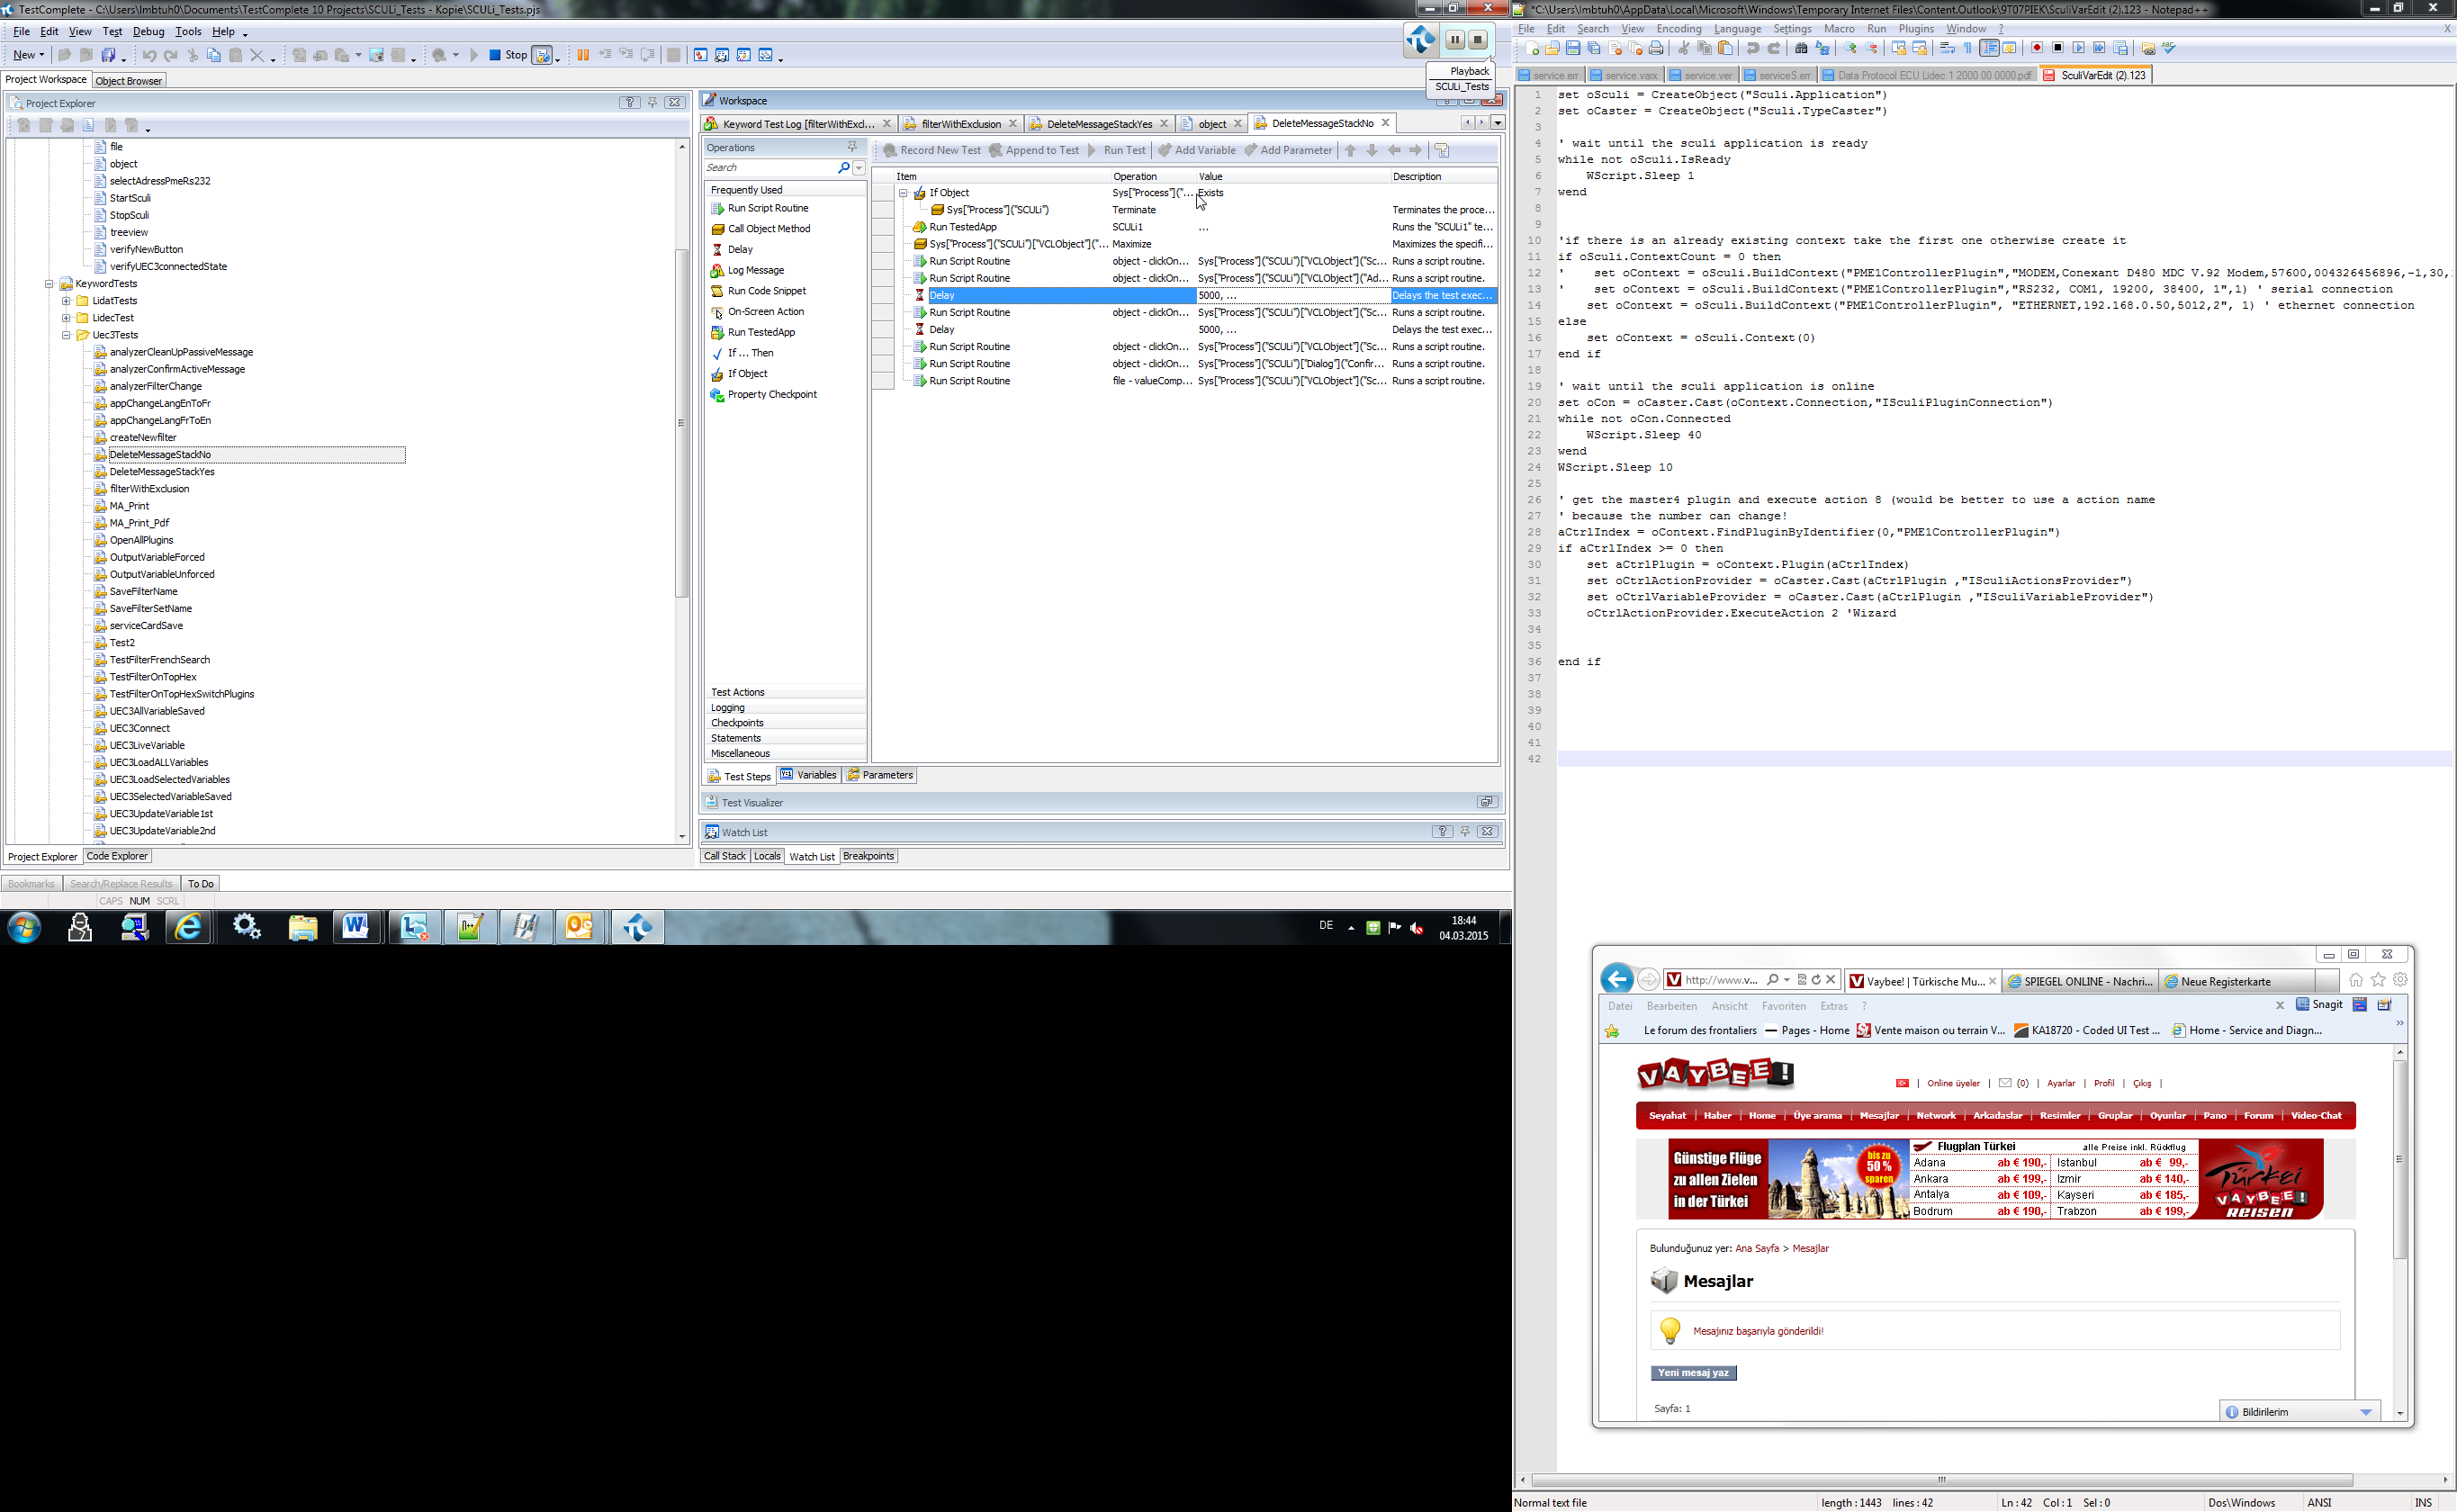 TestComplete - C:\Users\lmbtuh0\Documents\TestComplete 10 Projects\SCULi_Tests - Kopie\SCULi_Tests.pjs
File Edit View Test Debug Tools Help
New Stop
Playback
SCULi_Tests
Project Workspace Object Browser
Project Explorer
file
object
selectAdressPmeRs232
StartSculi
StopSculi
treeview
verifyNewButton
verifyUEC3connectedState
KeywordTests
LidatTests
LidecTest
Uec3Tests
analyzerCleanUpPassiveMessage
analyzerConfirmActiveMessage
analyzerFilterChange
appChangeLangEnToFr
appChangeLangFrToEn
createNewfilter
DeleteMessageStackNo
DeleteMessageStackYes
filterWithExclusion
MA_Print
MA_Print_Pdf
OpenAllPlugins
OutputVariableForced
OutputVariableUnforced
SaveFilterName
SaveFilterSetName
serviceCardSave
Test2
TestFilterFrenchSearch
TestFilterOnTopHex
TestFilterOnTopHexSwitchPlugins
UEC3AllVariableSaved
UEC3Connect
UEC3LiveVariable
UEC3LoadALLVariables
UEC3LoadSelectedVariables
UEC3SelectedVariableSaved
UEC3UpdateVariable1st
UEC3UpdateVariable2nd
Project Explorer Code Explorer
Bookmarks Search/Replace Results To Do
CAPS NUM SCRL
Workspace
Keyword Test Log [filterWithExcl... filterWithExclusion DeleteMessageStackYes object DeleteMessageStackNo
Operations
Search
Frequently Used
Run Script Routine
Call Object Method
Delay
Log Message
Run Code Snippet
On-Screen Action
Run TestedApp
If ... Then
If Object
Property Checkpoint
Test Actions
Logging
Checkpoints
Statements
Miscellaneous
Record New Test Append to Test Run Test Add Variable Add Parameter
Item Operation Value Description
If Object Sys["Process"]("... Exists
Sys["Process"]("SCULi") Terminate Terminates the proce...
Run TestedApp SCULi1 ... Runs the "SCULi1" te...
Sys["Process"]("SCULi")["VCLObject"]("... Maximize Maximizes the specifi...
Run Script Routine object - clickOn... Sys["Process"]("SCULi")["VCLObject"]("Sc... Runs a script routine.
Run Script Routine object - clickOn... Sys["Process"]("SCULi")["VCLObject"]("Ad... Runs a script routine.
Delay 5000, ... Delays the test exec...
Run Script Routine object - clickOn... Sys["Process"]("SCULi")["VCLObject"]("Sc... Runs a script routine.
Delay 5000, ... Delays the test exec...
Run Script Routine object - clickOn... Sys["Process"]("SCULi")["VCLObject"]("Sc... Runs a script routine.
Run Script Routine object - clickOn... Sys["Process"]("SCULi")["Dialog"]("Confir... Runs a script routine.
Run Script Routine file - valueComp... Sys["Process"]("SCULi")["VCLObject"]("Sc... Runs a script routine.
Test Steps Variables Parameters
Test Visualizer
Watch List
Call Stack Locals Watch List Breakpoints
DE 18:44
04.03.2015
*C:\Users\lmbtuh0\AppData\Local\Microsoft\Windows\Temporary Internet Files\Content.Outlook\9T07PIEK\SculiVarEdit (2).123 - Notepad++
File Edit Search View Encoding Language Settings Macro Run Plugins Window ? X
service.err service.varx service.ver serviceS.err Data Protocol ECU Lidec 1 2000 00 0000.pdf SculiVarEdit (2).123
1 set oSculi = CreateObject("Sculi.Application")
2 set oCaster = CreateObject("Sculi.TypeCaster")
3
4 ' wait until the sculi application is ready
5 while not oSculi.IsReady
6 WScript.Sleep 1
7 wend
8
9
10 'if there is an already existing context take the first one otherwise create it
11 if oSculi.ContextCount = 0 then
12 ' set oContext = oSculi.BuildContext("PME1ControllerPlugin","MODEM,Conexant D480 MDC V.92 Modem,57600,004326456896,-1,30,
13 ' set oContext = oSculi.BuildContext("PME1ControllerPlugin","RS232, COM1, 19200, 38400, 1",1) ' serial connection
14 set oContext = oSculi.BuildContext("PME1ControllerPlugin", "ETHERNET,192.168.0.50,5012,2", 1) ' ethernet connection
15 else
16 set oContext = oSculi.Context(0)
17 end if
18
19 ' wait until the sculi application is online
20 set oCon = oCaster.Cast(oContext.Connection,"ISculiPluginConnection")
21 while not oCon.Connected
22 WScript.Sleep 40
23 wend
24 WScript.Sleep 10
25
26 ' get the master4 plugin and execute action 8 (would be better to use a action name
27 ' because the number can change!
28 aCtrlIndex = oContext.FindPluginByIdentifier(0,"PME1ControllerPlugin")
29 if aCtrlIndex >= 0 then
30 set aCtrlPlugin = oContext.Plugin(aCtrlIndex)
31 set oCtrlActionProvider = oCaster.Cast(aCtrlPlugin ,"ISculiActionsProvider")
32 set oCtrlVariableProvider = oCaster.Cast(aCtrlPlugin ,"ISculiVariableProvider")
33 oCtrlActionProvider.ExecuteAction 2 'Wizard
34
35
36 end if
37
38
39
40
41
42
http://www.v... Vaybee! | Türkische Mu... SPIEGEL ONLINE - Nachri... Neue Registerkarte
Datei Bearbeiten Ansicht Favoriten Extras ? x Snagit
Le forum des frontaliers Pages - Home Vente maison ou terrain V... KA18720 - Coded UI Test ... Home - Service and Diagn...
VAYBEE!
| Online üyeler | (0) | Ayarlar | Profil | Çıkış |
Seyahat | Haber | Home | Üye arama | Mesajlar | Network | Arkadaslar | Resimler | Gruplar | Oyunlar | Pano | Forum | Video-Chat
Günstige Flüge
zu allen Zielen
in der Türkei
bis zu
50 %
sparen
Flugplan Türkei alle Preise inkl. Rückflug
Adana ab € 190,- Istanbul ab € 99,-
Ankara ab € 199,- Izmir ab € 140,-
Antalya ab € 109,- Kayseri ab € 185,-
Bodrum ab € 190,- Trabzon ab € 199,-
Türkei
VAYBEE!
REISEN
Bulunduğunuz yer: Ana Sayfa > Mesajlar
Mesajlar
Mesajınız başarıyla gönderildi!
Yeni mesaj yaz
Sayfa: 1
Bildirilerim
Normal text file length : 1443 lines : 42 Ln : 42 Col : 1 Sel : 0 Dos\Windows ANSI INS